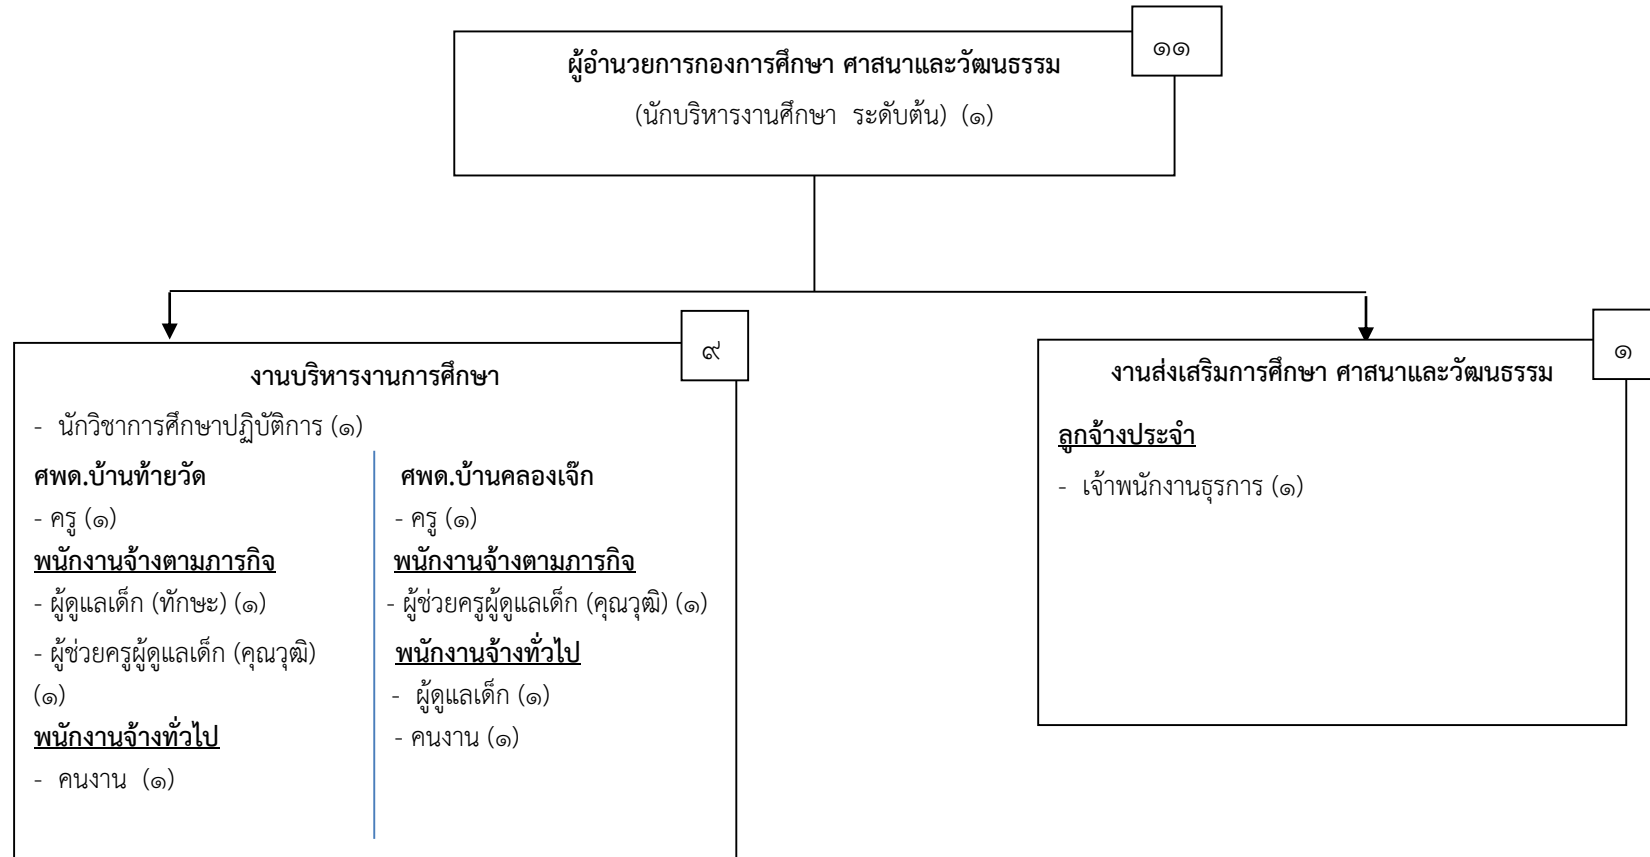 ๑๑
ผู้อำนวยการกองการศึกษา ศาสนาและวัฒนธรรม
(นักบริหารงานศึกษา ระดับต้น) (๑)
๙
งานบริหารงานการศึกษา
- นักวิชาการศึกษาปฏิบัติการ (๑)
ศพด.บ้านท้ายวัด
- ครู (๑)
พนักงานจ้างตามภารกิจ
- ผู้ดูแลเด็ก (ทักษะ) (๑)
- ผู้ช่วยครูผู้ดูแลเด็ก (คุณวุฒิ)
(๑)
พนักงานจ้างทั่วไป
- คนงาน (๑)
ศพด.บ้านคลองเจ๊ก
- ครู (๑)
พนักงานจ้างตามภารกิจ
- ผู้ช่วยครูผู้ดูแลเด็ก (คุณวุฒิ) (๑)
พนักงานจ้างทั่วไป
- ผู้ดูแลเด็ก (๑)
- คนงาน (๑)
๑
งานส่งเสริมการศึกษา ศาสนาและวัฒนธรรม
ลูกจ้างประจำ
- เจ้าพนักงานธุรการ (๑)